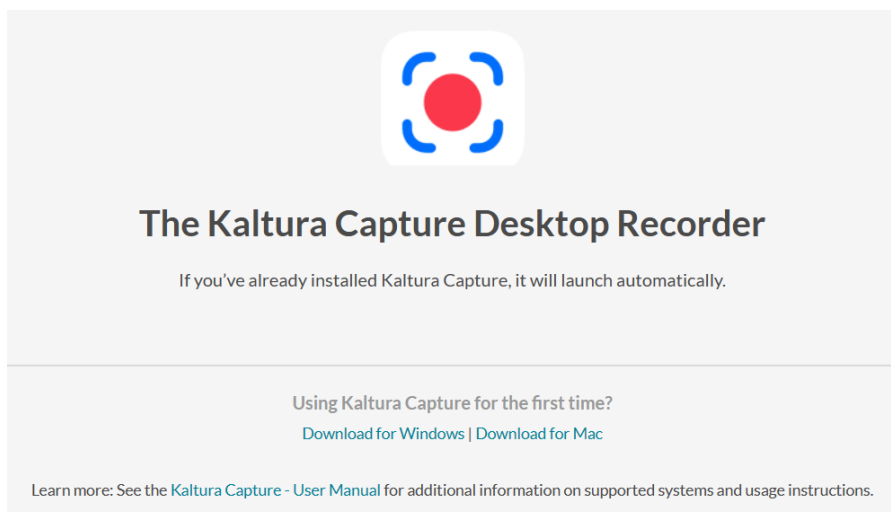 The Kaltura Capture Desktop Recorder
If you’ve already installed Kaltura Capture, it will launch automatically.
Using Kaltura Capture for the first time?
Download for Windows | Download for Mac
Learn more: See the Kaltura Capture - User Manual for additional information on supported systems and usage instructions.